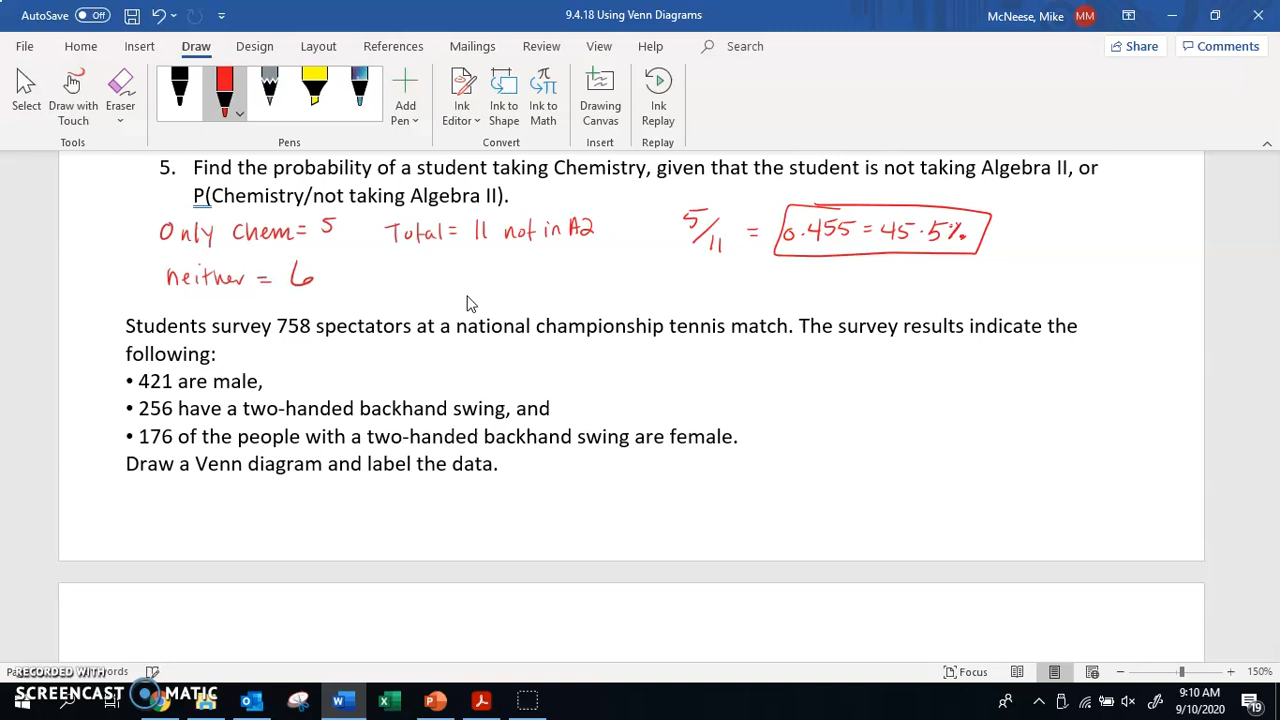 AutoSave Off
9.4.18 Using Venn Diagrams
McNeese, Mike MM
File Home Insert Draw Design Layout References Mailings Review View Help Search
Share Comments
Select Draw with Touch Eraser
Add Pen
Ink Editor Ink to Shape Ink to Math
Drawing Canvas
Ink Replay
Tools Pens Convert Insert Replay
5. Find the probability of a student taking Chemistry, given that the student is not taking Algebra II, or
P(Chemistry/not taking Algebra II).
Only Chem = 5 Total = 11 not in A2 5/11 = 0.455 = 45.5%
neither = 6
Students survey 758 spectators at a national championship tennis match. The survey results indicate the
following:
• 421 are male,
• 256 have a two-handed backhand swing, and
• 176 of the people with a two-handed backhand swing are female.
Draw a Venn diagram and label the data.
words Focus 150%
RECORDED WITH
SCREENCAST MATIC
9:10 AM
9/10/2020
19